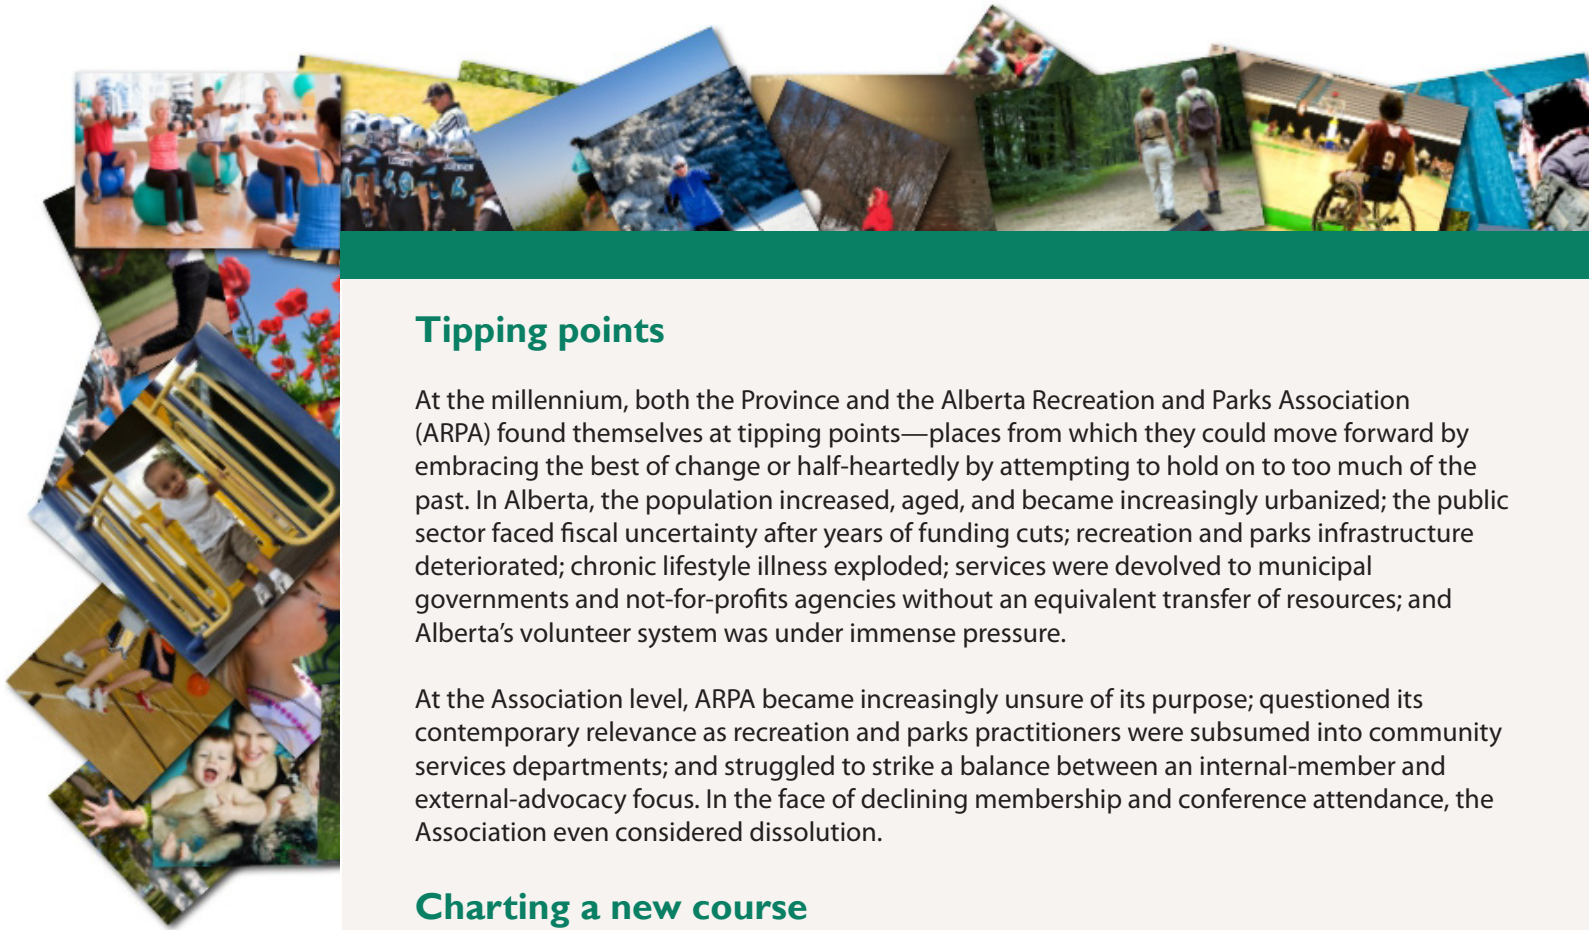 Tipping points
At the millennium, both the Province and the Alberta Recreation and Parks Association
(ARPA) found themselves at tipping points—places from which they could move forward by
embracing the best of change or half-heartedly by attempting to hold on to too much of the
past. In Alberta, the population increased, aged, and became increasingly urbanized; the public
sector faced fiscal uncertainty after years of funding cuts; recreation and parks infrastructure
deteriorated; chronic lifestyle illness exploded; services were devolved to municipal
governments and not-for-profits agencies without an equivalent transfer of resources; and
Alberta’s volunteer system was under immense pressure.
At the Association level, ARPA became increasingly unsure of its purpose; questioned its
contemporary relevance as recreation and parks practitioners were subsumed into community
services departments; and struggled to strike a balance between an internal-member and
external-advocacy focus. In the face of declining membership and conference attendance, the
Association even considered dissolution.
Charting a new course